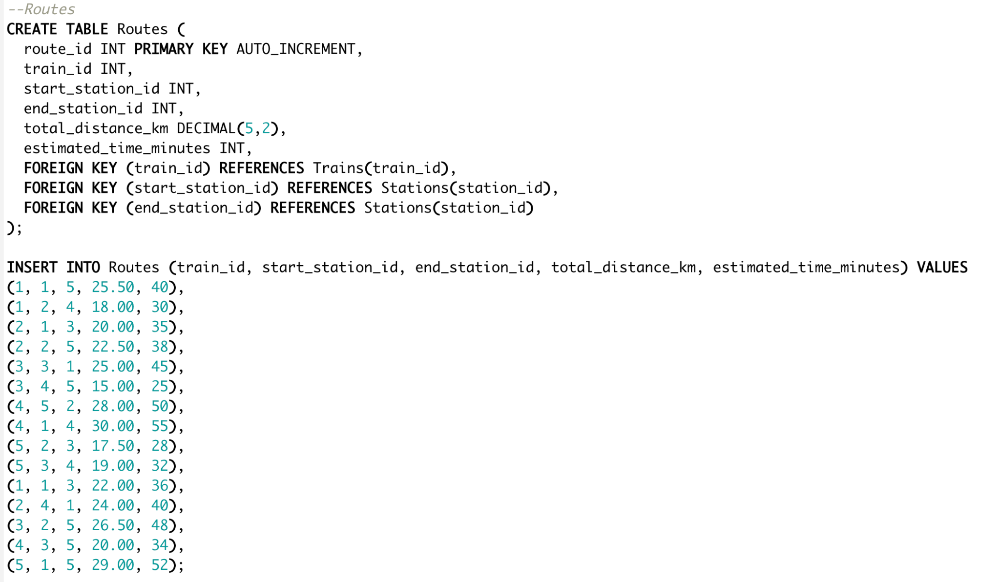 --Routes
CREATE TABLE Routes (
  route_id INT PRIMARY KEY AUTO_INCREMENT,
  train_id INT,
  start_station_id INT,
  end_station_id INT,
  total_distance_km DECIMAL(5,2),
  estimated_time_minutes INT,
  FOREIGN KEY (train_id) REFERENCES Trains(train_id),
  FOREIGN KEY (start_station_id) REFERENCES Stations(station_id),
  FOREIGN KEY (end_station_id) REFERENCES Stations(station_id)
);

INSERT INTO Routes (train_id, start_station_id, end_station_id, total_distance_km, estimated_time_minutes) VALUES
(1, 1, 5, 25.50, 40),
(1, 2, 4, 18.00, 30),
(2, 1, 3, 20.00, 35),
(2, 2, 5, 22.50, 38),
(3, 3, 1, 25.00, 45),
(3, 4, 5, 15.00, 25),
(4, 5, 2, 28.00, 50),
(4, 1, 4, 30.00, 55),
(5, 2, 3, 17.50, 28),
(5, 3, 4, 19.00, 32),
(1, 1, 3, 22.00, 36),
(2, 4, 1, 24.00, 40),
(3, 2, 5, 26.50, 48),
(4, 3, 5, 20.00, 34),
(5, 1, 5, 29.00, 52);